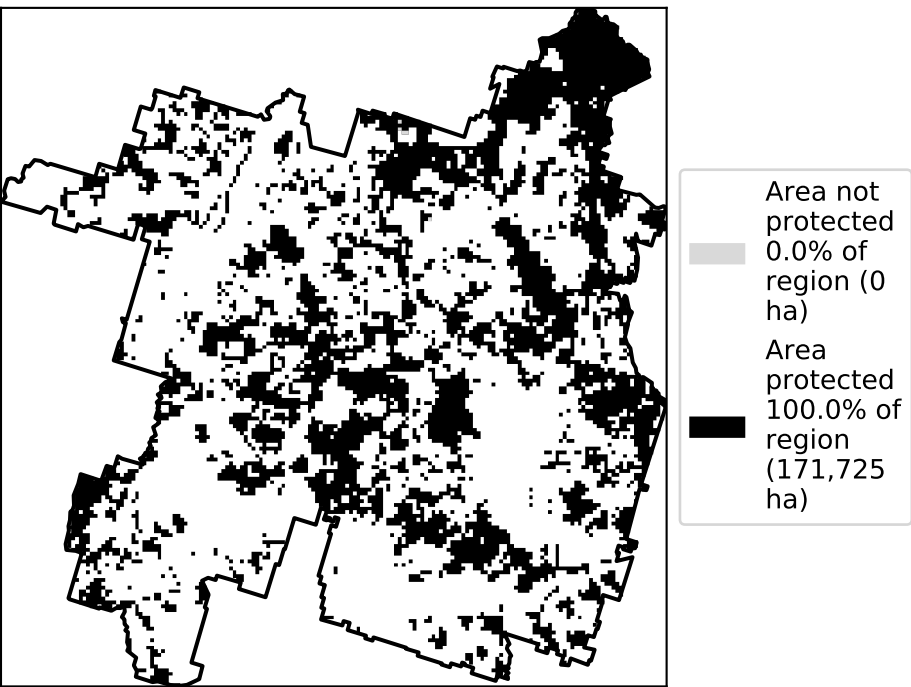 Area not
protected
0.0% of
region (0
ha)
Area
protected
100.0% of
region
(171,725
ha)